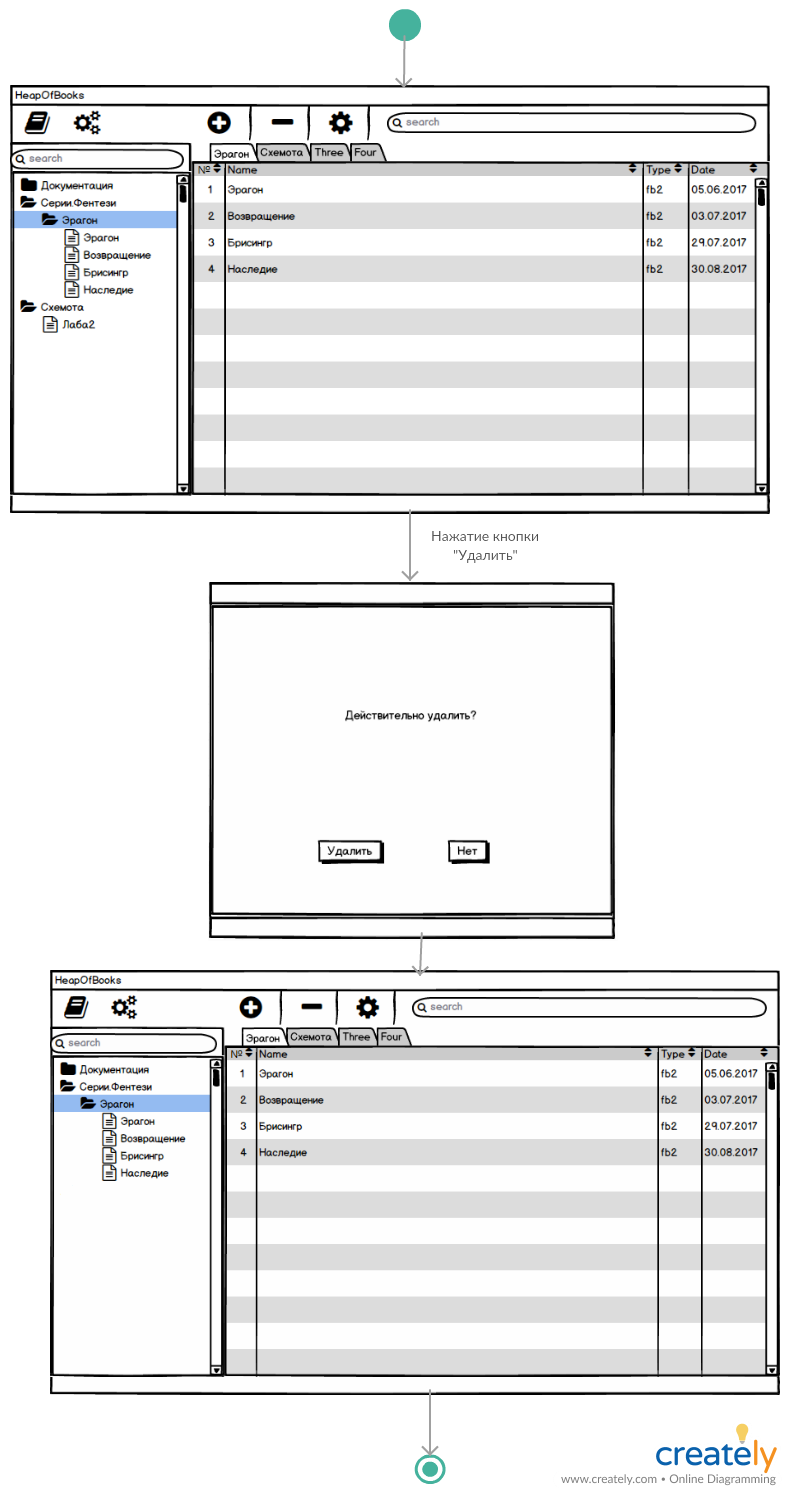 HeapOfBooks
search
search
Эрагон Схемота Three Four
№ Name Type Date
Документация
Серии.Фентези
Эрагон
Эрагон
Возвращение
Брисингр
Наследие
Схемота
Лаба2
1 Эрагон fb2 05.06.2017
2 Возвращение fb2 03.07.2017
3 Брисингр fb2 29.07.2017
4 Наследие fb2 30.08.2017
Нажатие кнопки
"Удалить"
Действительно удалить?
Удалить Нет
HeapOfBooks
search
search
Эрагон Схемота Three Four
№ Name Type Date
Документация
Серии.Фентези
Эрагон
Эрагон
Возвращение
Брисингр
Наследие
1 Эрагон fb2 05.06.2017
2 Возвращение fb2 03.07.2017
3 Брисингр fb2 29.07.2017
4 Наследие fb2 30.08.2017
creately
www.creately.com • Online Diagramming